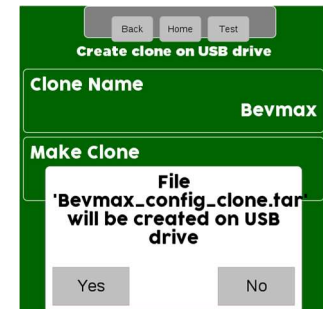 Back Home Test
Create clone on USB drive
Clone Name
Bevmax
Make Clone
File
'Bevmax_config_clone.tar'
will be created on USB
drive
Yes No